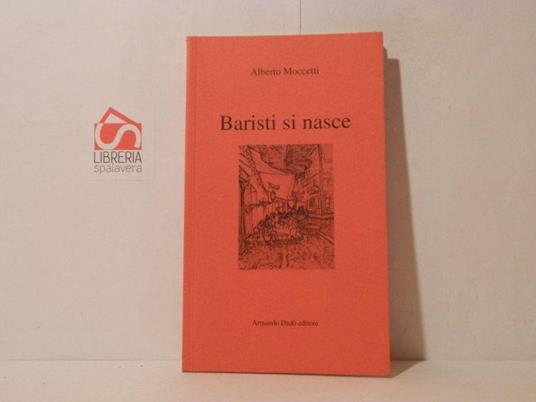 Alberto Moccetti
Baristi si nasce
Armando Dadò editore
LIBRERIA
spalavera